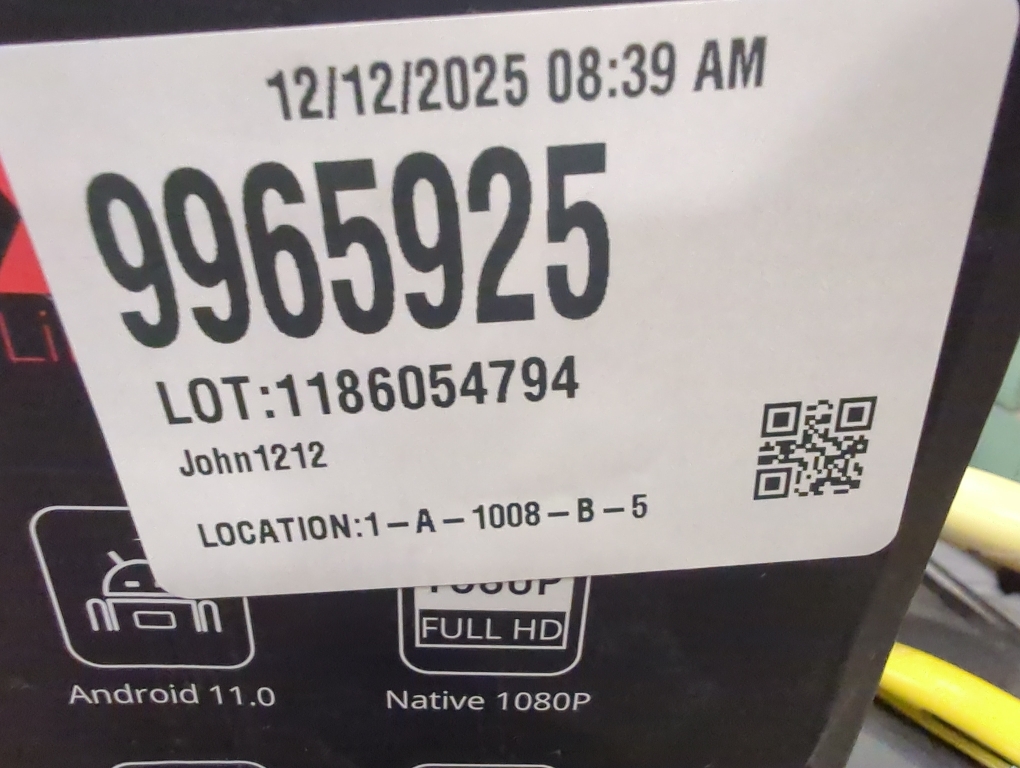 12/12/2025 08:39 AM
9965925
LOT:1186054794
John1212
LOCATION:1-A-1008-B-5
FULL HD
Android 11.0
Native 1080P